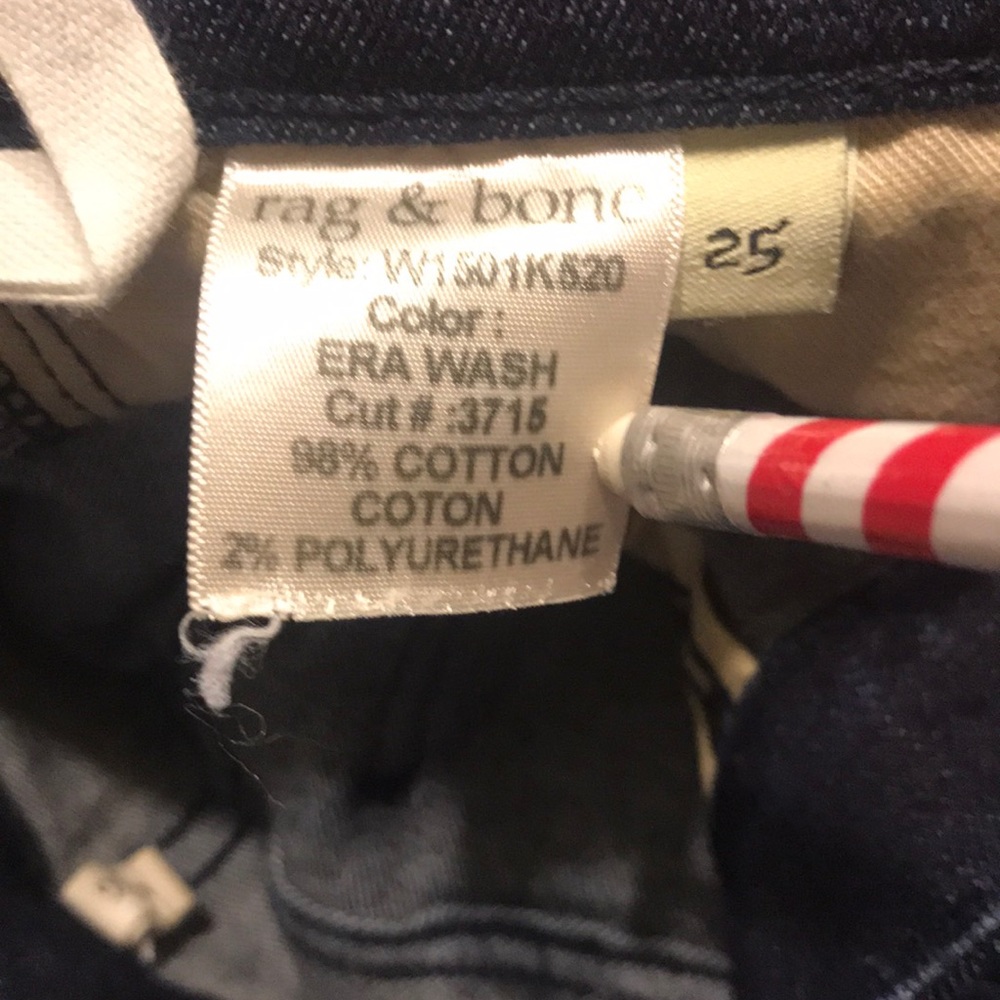 rag & bone
Style: W1501K520
Color :
ERA WASH
Cut # :3715
98% COTTON
COTON
2% POLYURETHANE
25